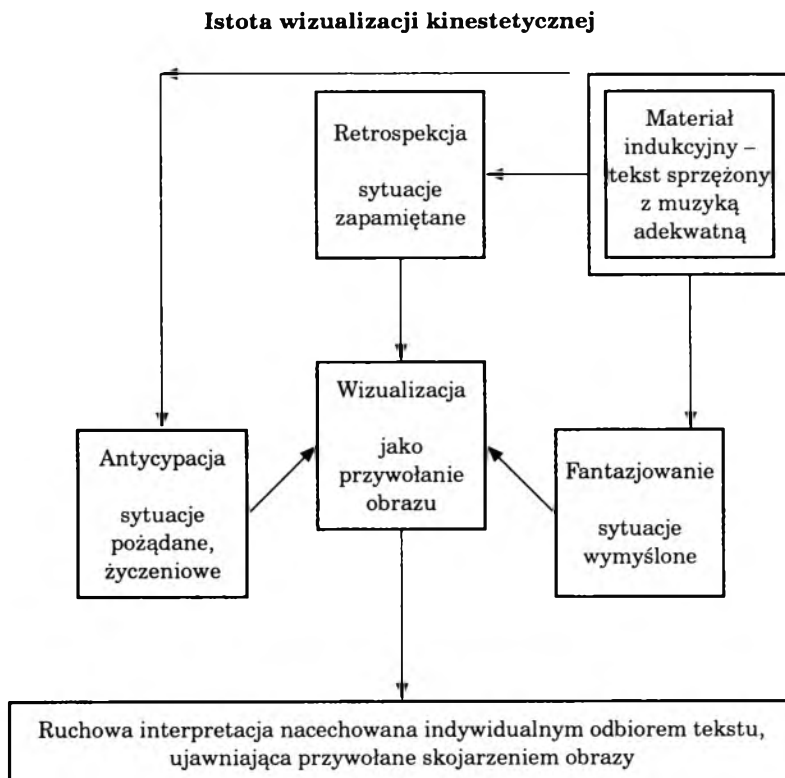 Istota wizualizacji kinestetycznej
Retrospekcja
sytuacje
zapamiętane
Materiał
indukcyjny –
tekst sprzężony
z muzyką
adekwatną
Wizualizacja
jako
przywołanie
obrazu
Antycypacja
sytuacje
pożądane,
życzeniowe
Fantazjowanie
sytuacje
wymyślone
Ruchowa interpretacja nacechowana indywidualnym odbiorem tekstu,
ujawniająca przywołane skojarzeniem obrazy